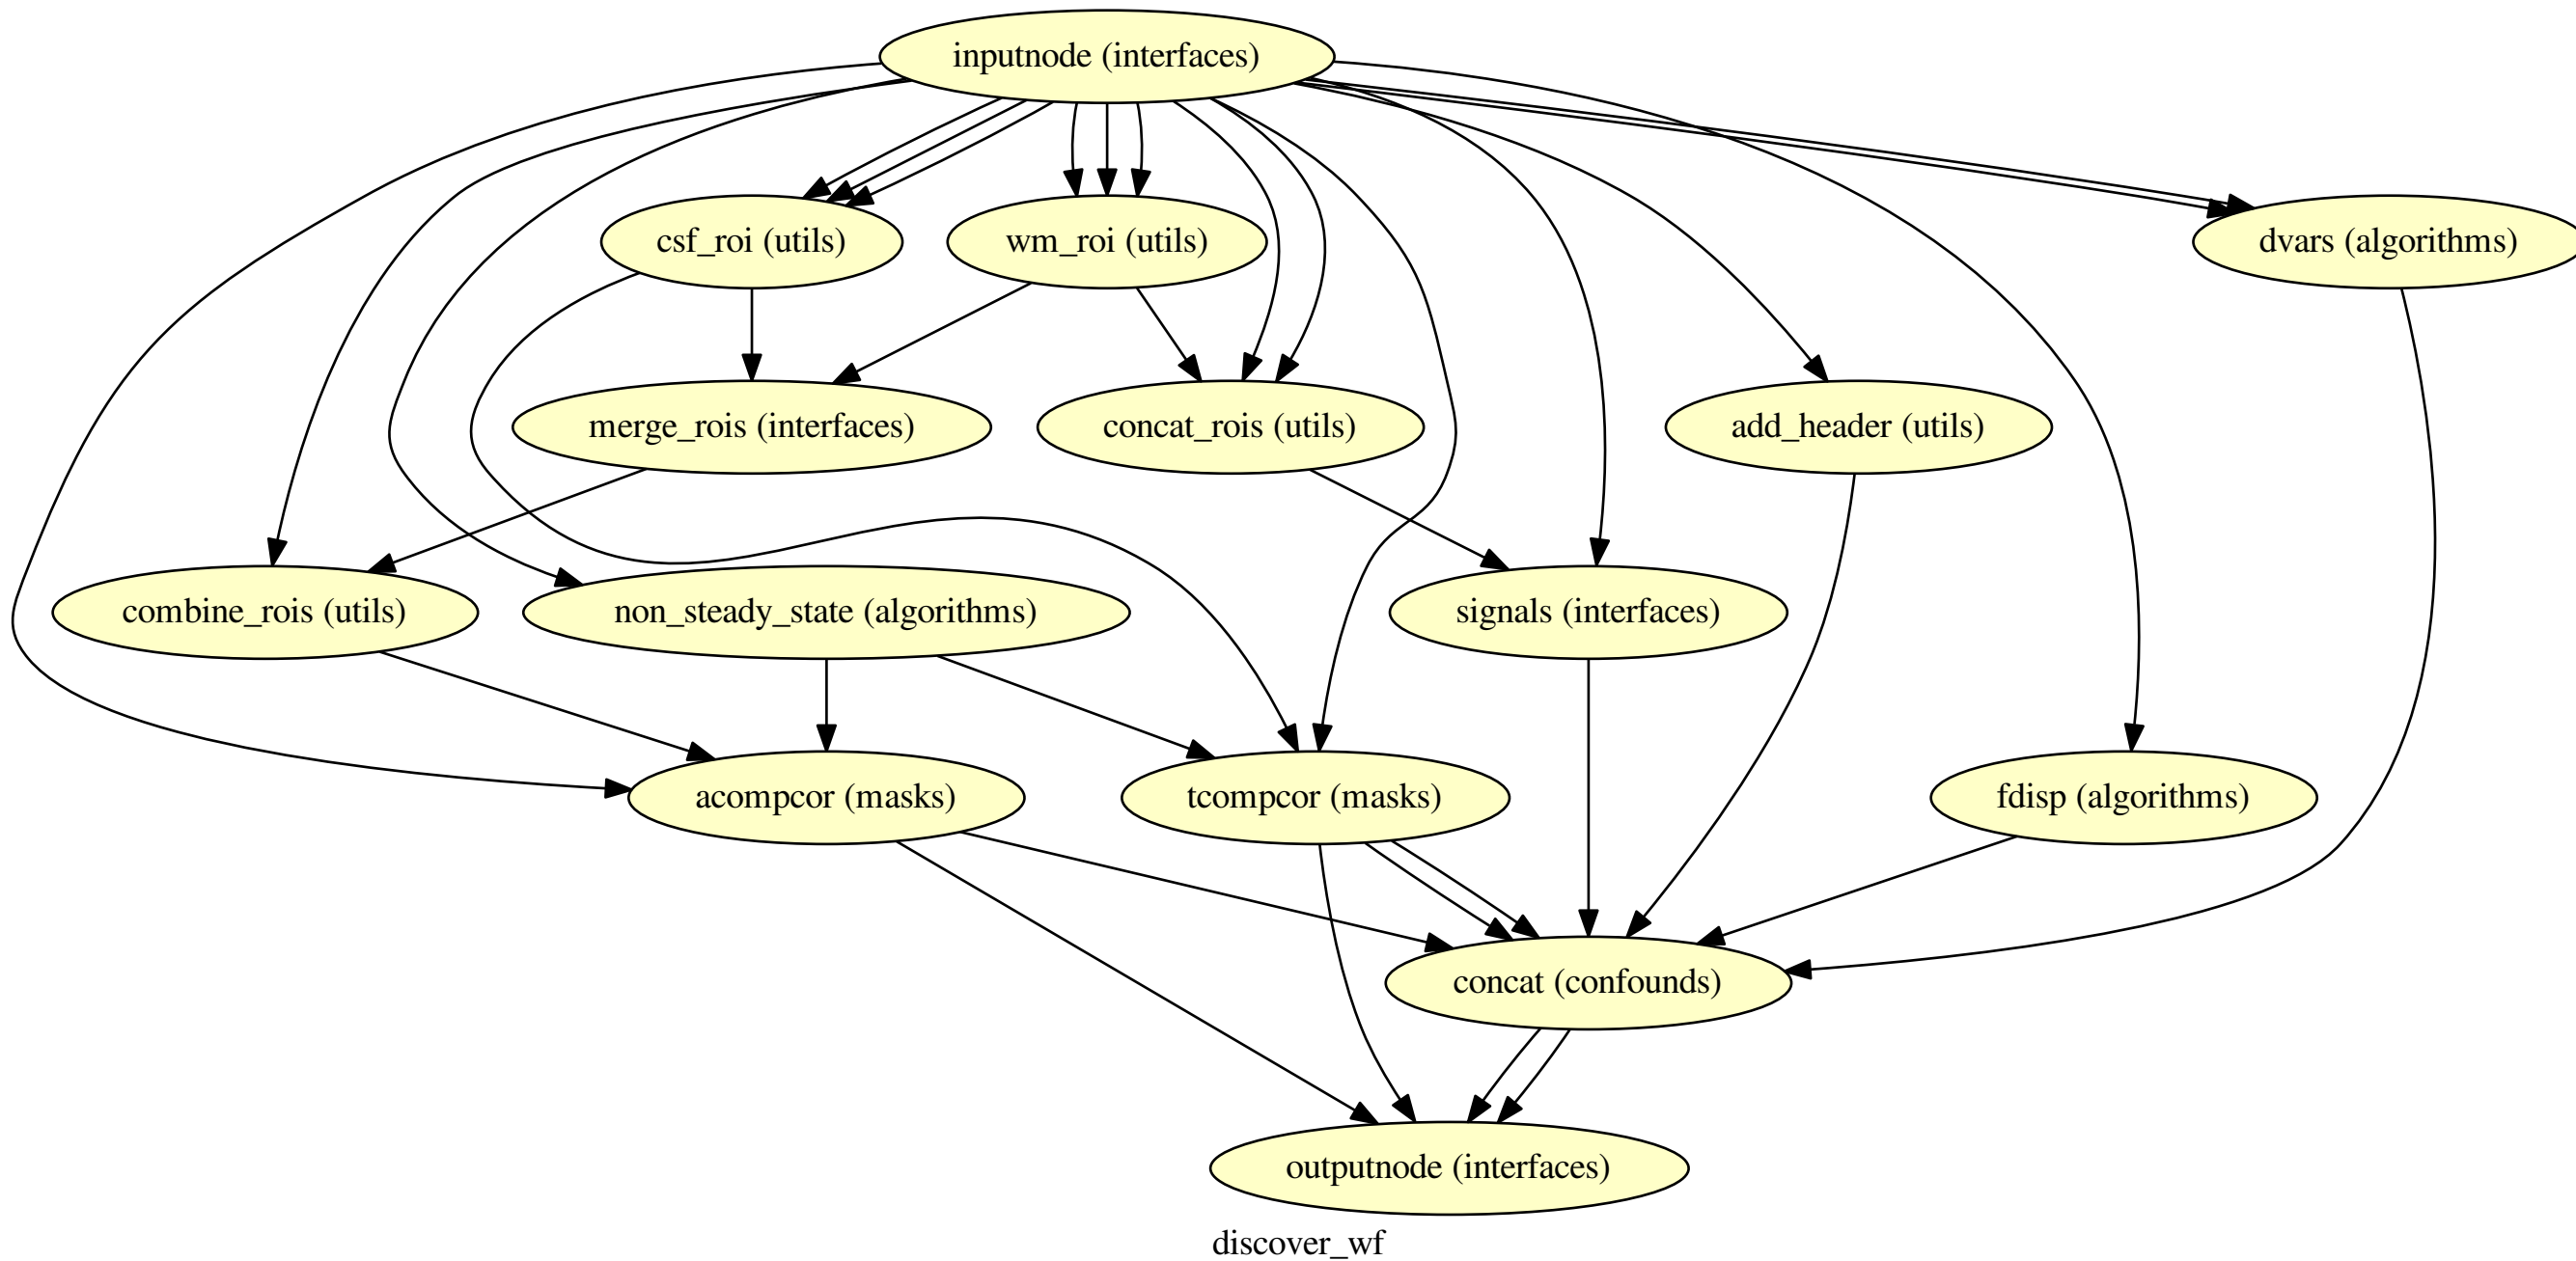 inputnode (interfaces)
csf_roi (utils)
wm_roi (utils)
dvars (algorithms)
merge_rois (interfaces)
concat_rois (utils)
add_header (utils)
combine_rois (utils)
non_steady_state (algorithms)
signals (interfaces)
acompcor (masks)
tcompcor (masks)
fdisp (algorithms)
concat (confounds)
outputnode (interfaces)
discover_wf